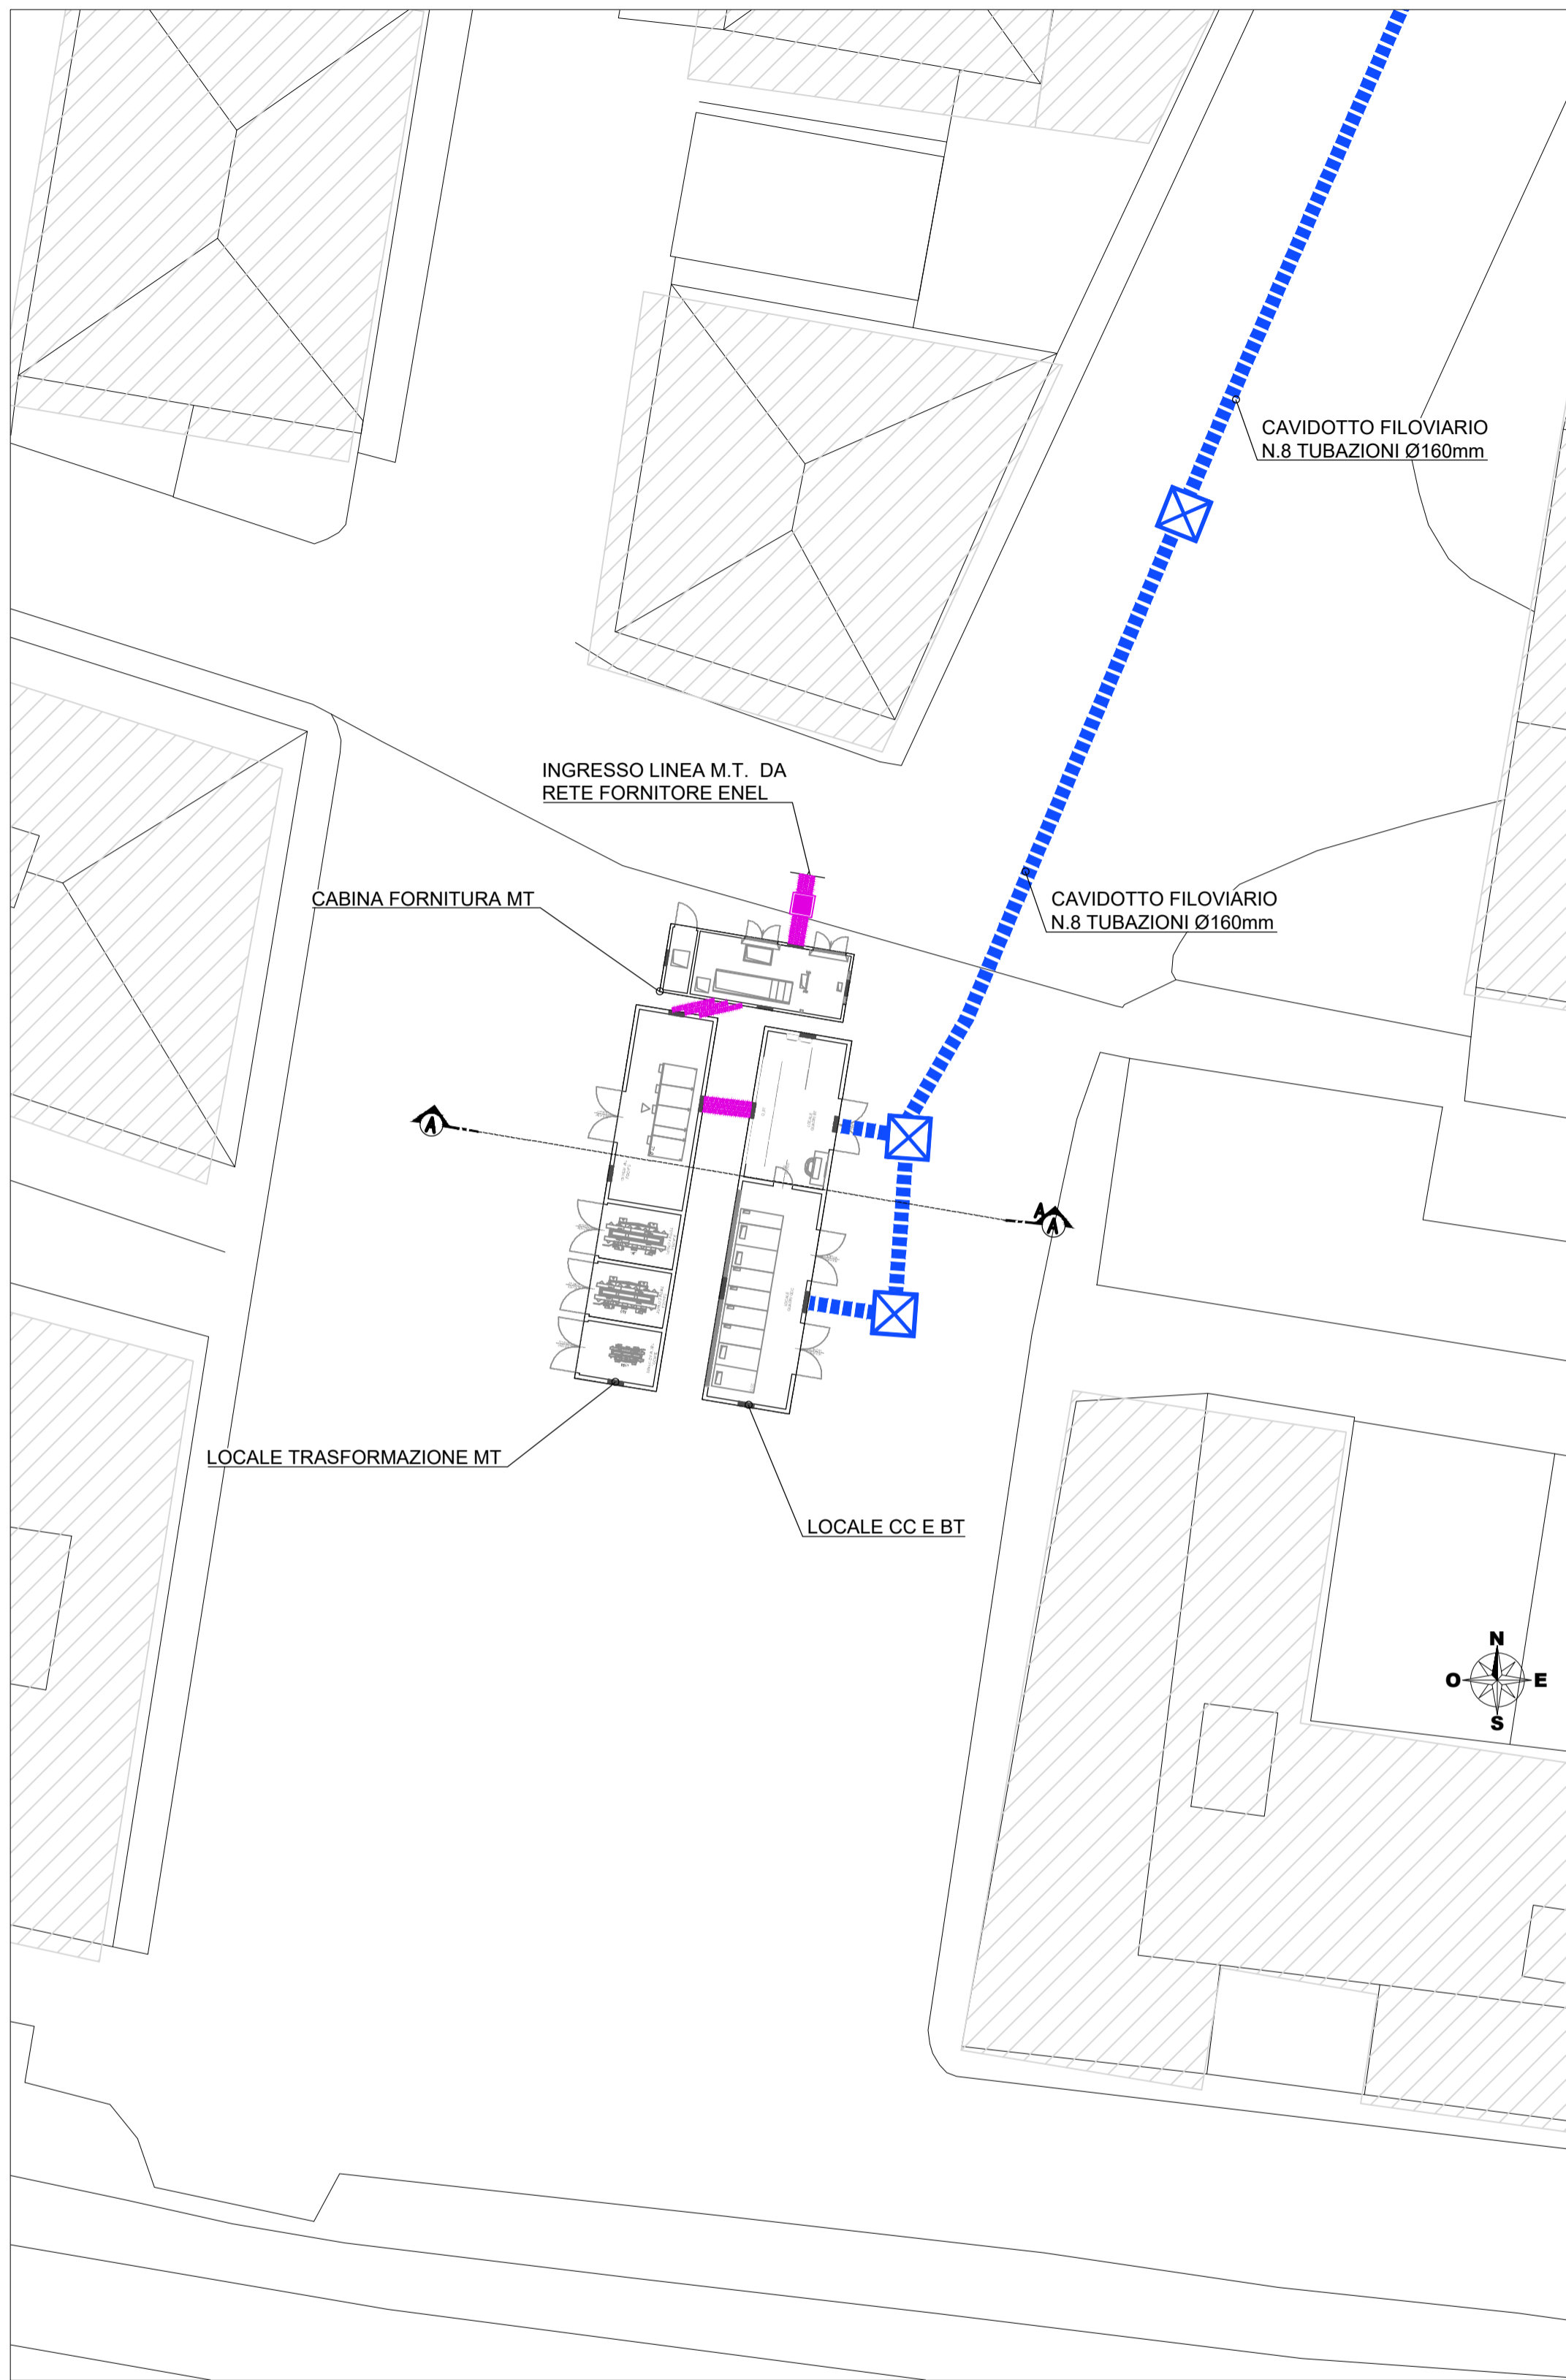 CAVIDOTTO FILOVIARIO
N.8 TUBAZIONI Ø160mm
INGRESSO LINEA M.T. DA
RETE FORNITORE ENEL
CABINA FORNITURA MT
CAVIDOTTO FILOVIARIO
N.8 TUBAZIONI Ø160mm
A
A
A
LOCALE TRASFORMAZIONE MT
LOCALE CC E BT
N
O E
S